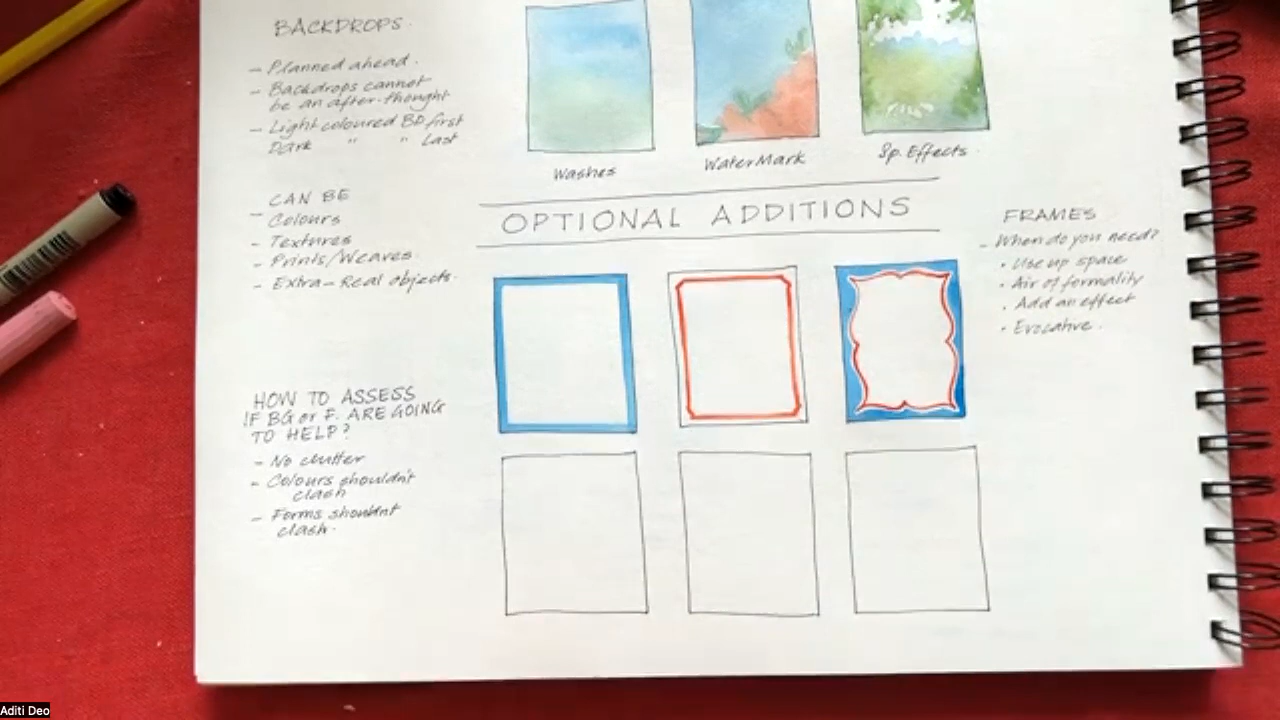 BACKDROPS.
- Planned ahead.
- Backdrops cannot
be an after-thought
- Light coloured BD first
Dark " " Last
Washes
WaterMark
Sp. Effects
CAN BE
- Colours
- Textures
- Prints/Weaves
- Extra-Real objects.
OPTIONAL ADDITIONS
FRAMES
- When do you need?
• Use up space
• Air of formality
• Add an effect
• Evocative.
HOW TO ASSESS
IF BG or F. ARE GOING
TO HELP?
- No clutter
- Colours shouldn't
clash
- Forms shouldnt
clash.
Aditi Deo